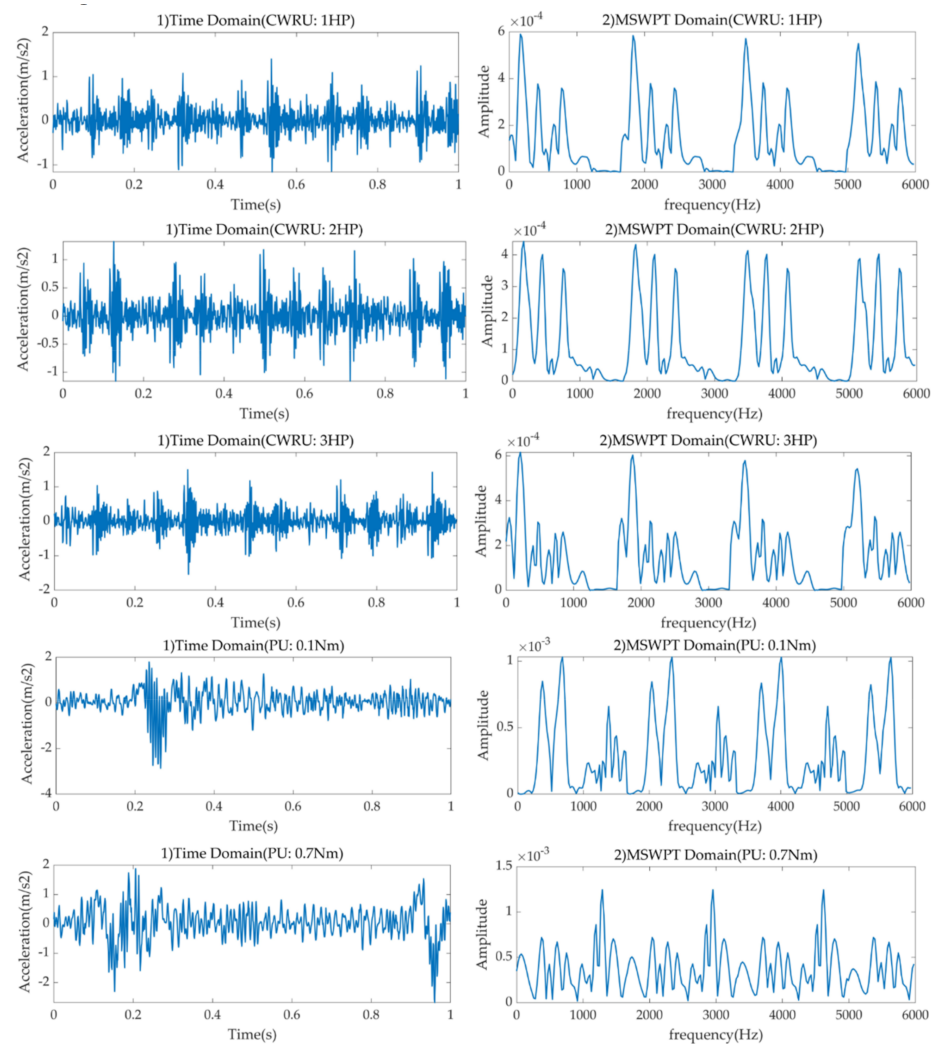 1)Time Domain(CWRU: 1HP)
2)MSWPT Domain(CWRU: 1HP)
Acceleration(m/s2)
2
1
0
-1
0 0.2 0.4 0.6 0.8 1
Time(s)
×10-4
Amplitude
6
4
2
0
0 1000 2000 3000 4000 5000 6000
frequency(Hz)
1)Time Domain(CWRU: 2HP)
2)MSWPT Domain(CWRU: 2HP)
Acceleration(m/s2)
1
0.5
0
-0.5
-1
0 0.2 0.4 0.6 0.8 1
Time(s)
×10-4
Amplitude
4
3
2
1
0
0 1000 2000 3000 4000 5000 6000
frequency(Hz)
1)Time Domain(CWRU: 3HP)
2)MSWPT Domain(CWRU: 3HP)
Acceleration(m/s2)
2
1
0
-1
-2
0 0.2 0.4 0.6 0.8 1
Time(s)
×10-4
Amplitude
6
4
2
0
0 1000 2000 3000 4000 5000 6000
frequency(Hz)
1)Time Domain(PU: 0.1Nm)
2)MSWPT Domain(PU: 0.1Nm)
Acceleration(m/s2)
2
0
-2
-4
0 0.2 0.4 0.6 0.8 1
Time(s)
×10-3
Amplitude
1
0.5
0
0 1000 2000 3000 4000 5000 6000
frequency(Hz)
1)Time Domain(PU: 0.7Nm)
2)MSWPT Domain(PU: 0.7Nm)
Acceleration(m/s2)
2
1
0
-1
-2
0 0.2 0.4 0.6 0.8 1
Time(s)
×10-3
Amplitude
1.5
1
0.5
0
0 1000 2000 3000 4000 5000 6000
frequency(Hz)